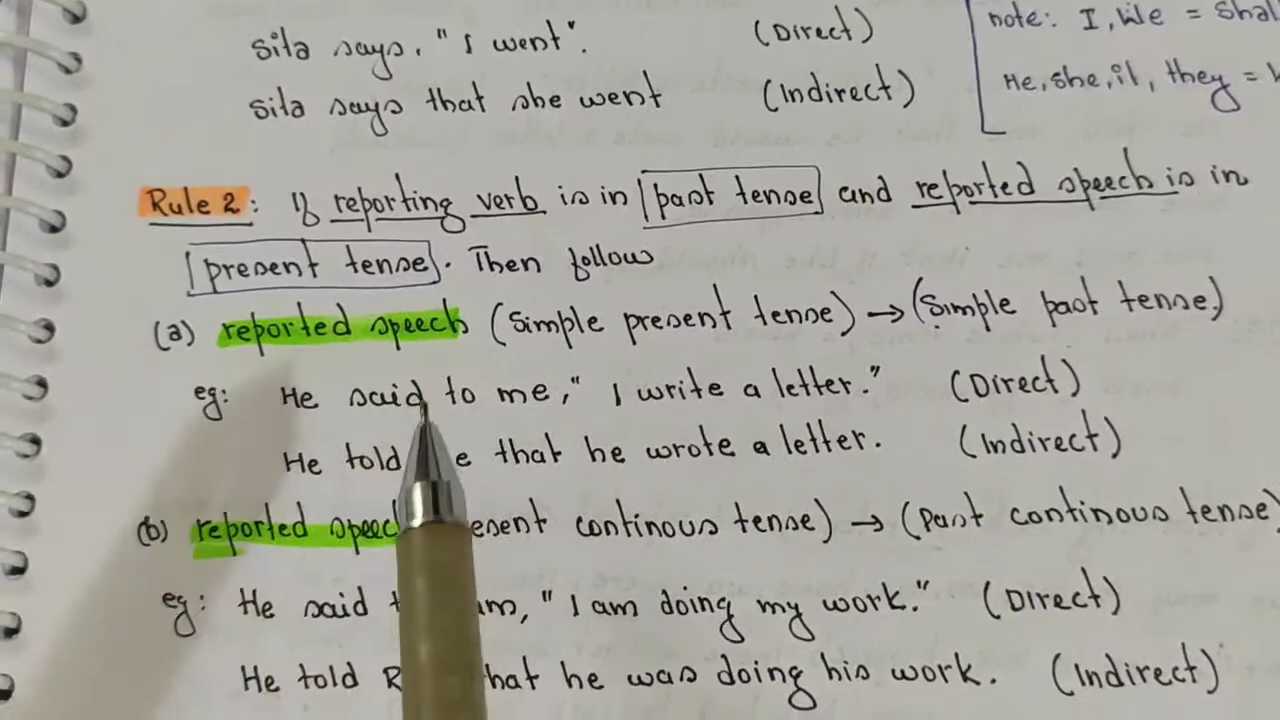 Sita says, "I went". (Direct)
Sita says that she went (Indirect)
note: I, We =
He, she, it, they =
Rule 2: If reporting verb is in past tense and reported speech is in
present tense. Then follow
(a) reported speech (Simple present tense) → (Simple past tense)
eg: He said to me, "I write a letter." (Direct)
He told that he wrote a letter. (Indirect)
(b) reported continous tense) → (Past continous tense)
eg: He said "I am doing my work." (Direct)
He told he was doing his work. (Indirect)